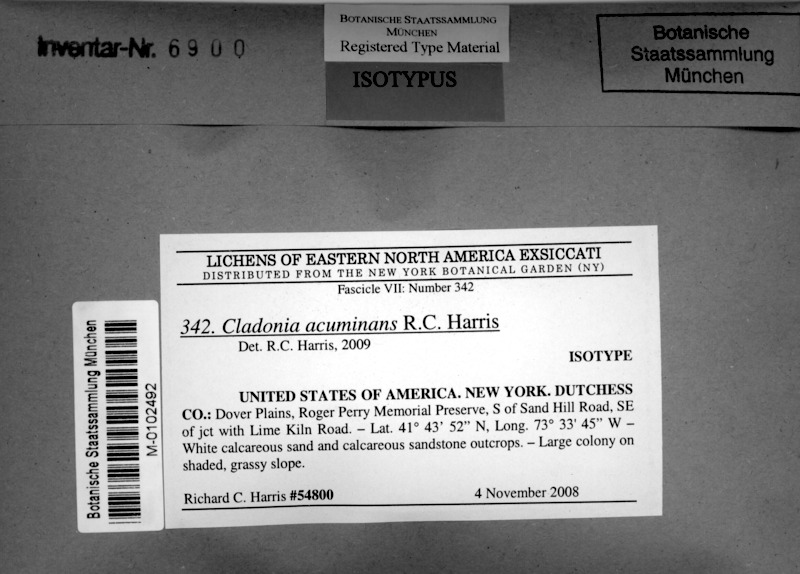 Inventar-Nr. 6900
BOTANISCHE STAATSSAMMLUNG
MÜNCHEN
Registered Type Material
ISOTYPUS
Botanische
Staatssammlung
München
LICHENS OF EASTERN NORTH AMERICA EXSICCATI
DISTRIBUTED FROM THE NEW YORK BOTANICAL GARDEN (NY)
Fascicle VII: Number 342
342. Cladonia acuminans R.C. Harris
Det. R.C. Harris, 2009
ISOTYPE
UNITED STATES OF AMERICA. NEW YORK. DUTCHESS
CO.: Dover Plains, Roger Perry Memorial Preserve, S of Sand Hill Road, SE
of jct with Lime Kiln Road. – Lat. 41° 43' 52" N, Long. 73° 33' 45" W –
White calcareous sand and calcareous sandstone outcrops. – Large colony on
shaded, grassy slope.
Richard C. Harris #54800 4 November 2008
Botanische Staatssammlung München
M-0102492